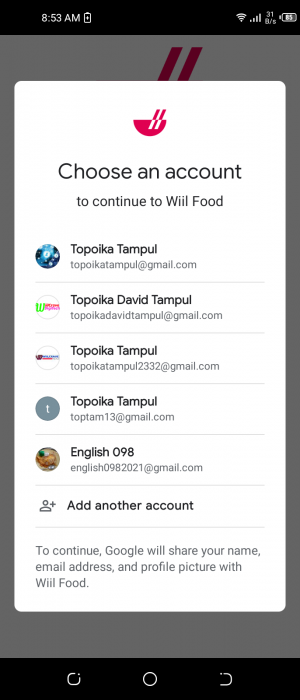 8:53 AM
31
B/s
85
Choose an account
to continue to Wiil Food
Topoika Tampul
topoikatampul@gmail.com
Topoika David Tampul
topoikadavidtampul@gmail.com
Topoika Tampul
topoikatampul2332@gmail.com
t
Topoika Tampul
toptam13@gmail.com
English 098
english0982021@gmail.com
Add another account
To continue, Google will share your name,
email address, and profile picture with
Wiil Food.